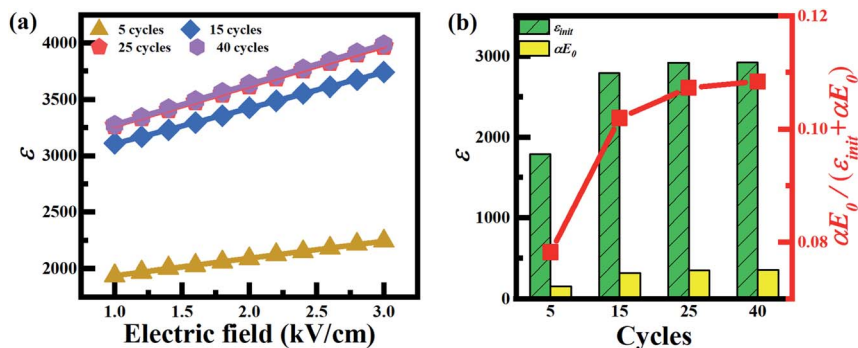 (a)
5 cycles
15 cycles
25 cycles
40 cycles
4000
3500
3000
2500
2000
ε
1.0 1.5 2.0 2.5 3.0
Electric field (kV/cm)
(b)
ε_init
αE_0
3000
2000
1000
0
ε
5 15 25 40
Cycles
0.12
0.10
0.08
αE_0 / (ε_init+αE_0)